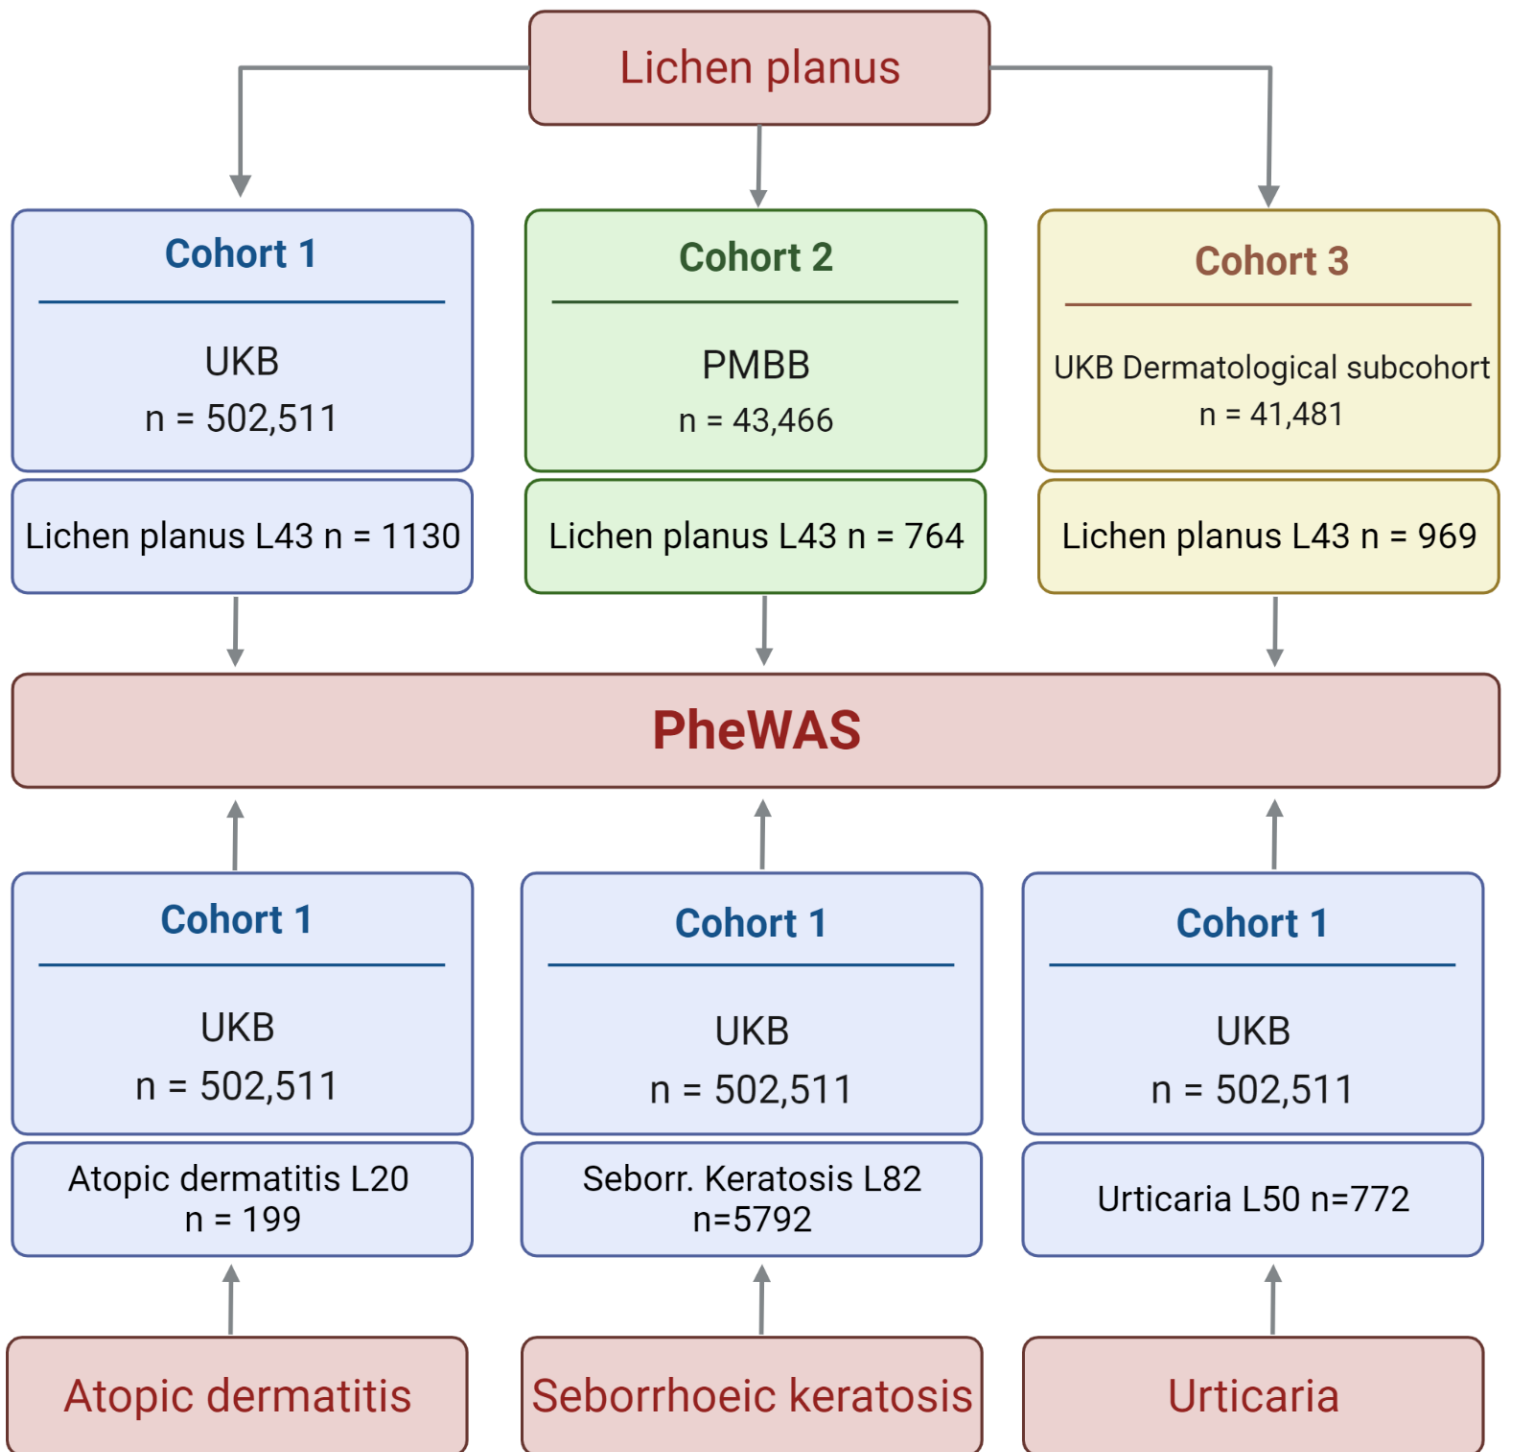 Lichen planus
Cohort 1
UKB
n = 502,511
Lichen planus L43 n = 1130
Cohort 2
PMBB
n = 43,466
Lichen planus L43 n = 764
Cohort 3
UKB Dermatological subcohort
n = 41,481
Lichen planus L43 n = 969
PheWAS
Cohort 1
UKB
n = 502,511
Atopic dermatitis L20
n = 199
Atopic dermatitis
Cohort 1
UKB
n = 502,511
Seborr. Keratosis L82
n=5792
Seborrhoeic keratosis
Cohort 1
UKB
n = 502,511
Urticaria L50 n=772
Urticaria